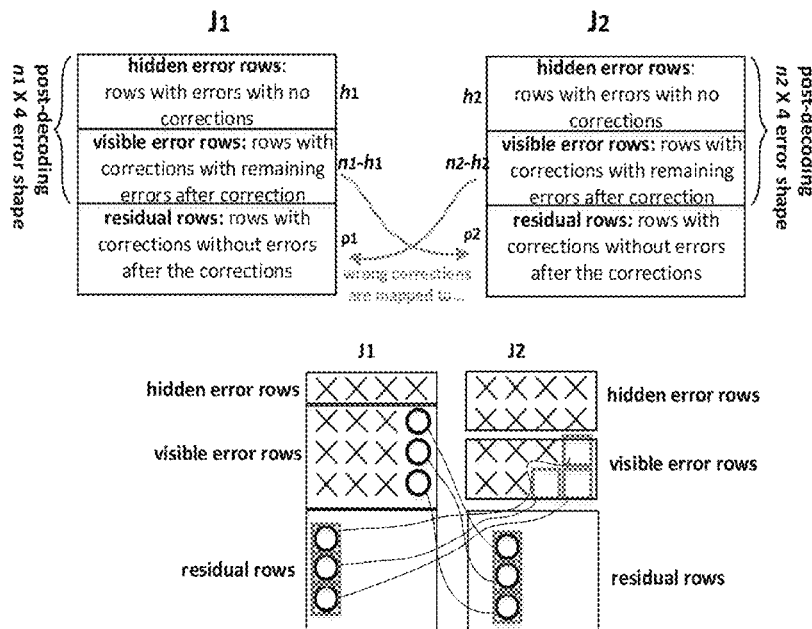 J1
J2
post-decoding
n1 X 4 error shape
hidden error rows:
rows with errors with no
corrections
h1
visible error rows: rows with
corrections with remaining
errors after correction
n1-h1
residual rows: rows with
corrections without errors
after the corrections
p1
h2
hidden error rows:
rows with errors with no
corrections
n2-h2
visible error rows: rows with
corrections with remaining
errors after correction
p2
residual rows: rows with
corrections without errors
after the corrections
post-decoding
n2 X 4 error shape
wrong corrections
are mapped to...
J1
J2
hidden error rows
hidden error rows
visible error rows
visible error rows
residual rows
residual rows